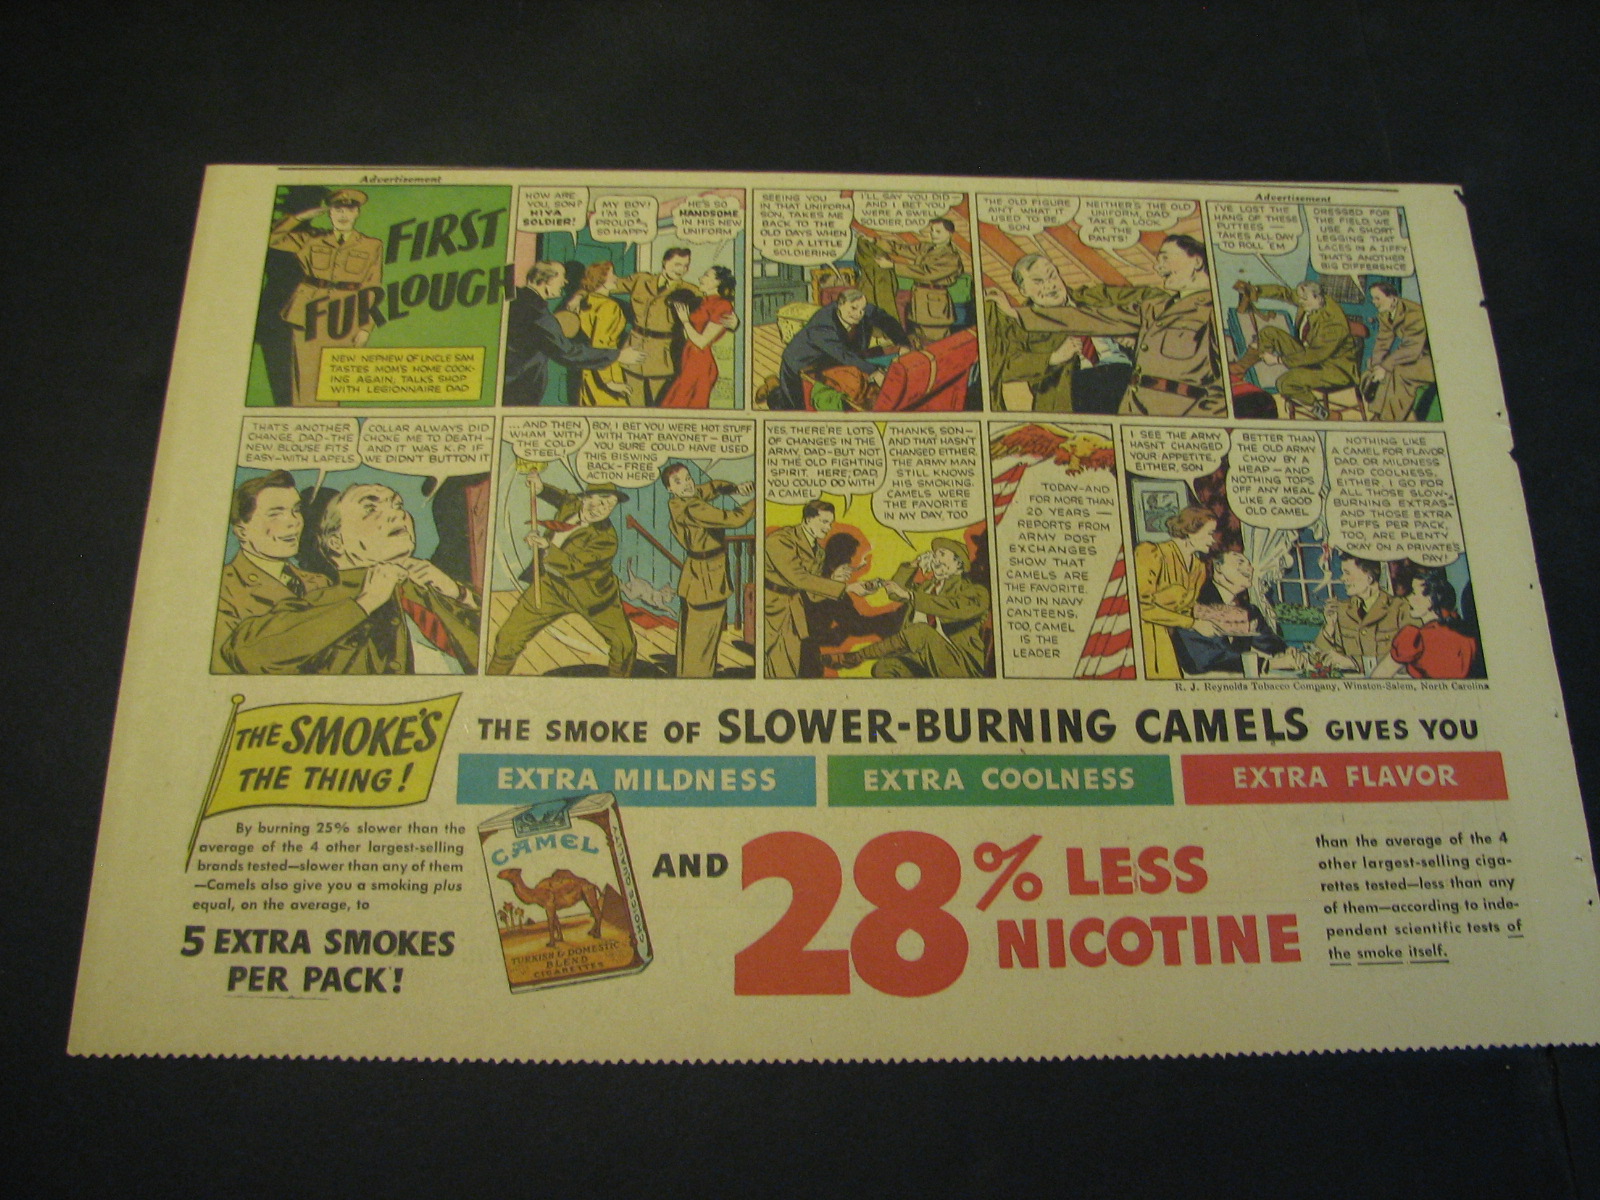 Advertisement
Advertisement
FIRST
FURLOUGH
NEW NEPHEW OF UNCLE SAM
TASTES MOM'S HOME COOK-
ING AGAIN, TALKS SHOP
WITH LEGIONNAIRE DAD
HOW ARE
YOU, SON?
HIYA
SOLDIER!
MY BOY!
I'M SO
PROUD &
SO HAPPY
HE'S SO
HANDSOME
IN HIS NEW
UNIFORM
SEEING YOU
IN THAT UNIFORM,
SON, TAKES ME
BACK TO THE
OLD DAYS WHEN
I DID A LITTLE
SOLDIERING
I'LL SAY YOU DID—
AND I BET YOU
WERE A SWELL
SOLDIER, DAD
THE OLD FIGURE
AIN'T WHAT IT
USED TO BE,
SON
NEITHER'S THE OLD
UNIFORM, DAD.
TAKE A LOOK
AT THE
PANTS!
I'VE LOST THE
HANG OF THESE
PUTTEES —
TAKES ALL DAY
TO ROLL 'EM
DRESSED FOR
THE FIELD, WE
USE A SHORT
LEGGING THAT
LACES IN A JIFFY
THAT'S ANOTHER
BIG DIFFERENCE
THAT'S ANOTHER
CHANGE, DAD-THE
NEW BLOUSE FITS
EASY—WITH LAPELS
COLLAR ALWAYS DID
CHOKE ME TO DEATH—
AND IT WAS K.P. IF
WE DIDN'T BUTTON IT
...AND THEN
WHAM WITH
THE COLD
STEEL!
BOY, I BET YOU WERE HOT STUFF
WITH THAT BAYONET — BUT
YOU SURE COULD HAVE USED
THIS BISWING
BACK-FREE
ACTION HERE
YES, THERE'RE LOTS
OF CHANGES IN THE
ARMY, DAD—BUT NOT
IN THE OLD FIGHTING
SPIRIT. HERE, DAD,
YOU COULD DO WITH
A CAMEL
THANKS, SON—
AND THAT HASN'T
CHANGED EITHER.
THE ARMY MAN
STILL KNOWS
HIS SMOKING.
CAMELS WERE
THE FAVORITE
IN MY DAY, TOO
TODAY—AND
FOR MORE THAN
20 YEARS —
REPORTS FROM
ARMY POST
EXCHANGES
SHOW THAT
CAMELS ARE
THE FAVORITE.
AND IN NAVY
CANTEENS,
TOO, CAMEL
IS THE
LEADER
I SEE THE ARMY
HASN'T CHANGED
YOUR APPETITE,
EITHER, SON
BETTER THAN
THE OLD ARMY
CHOW BY A
HEAP — AND
NOTHING TOPS
OFF ANY MEAL
LIKE A GOOD
OLD CAMEL
NOTHING LIKE
A CAMEL FOR FLAVOR,
DAD, OR MILDNESS
AND COOLNESS,
EITHER. I GO FOR
ALL THOSE SLOW-
BURNING EXTRAS—
AND THOSE EXTRA
PUFFS PER PACK,
TOO, ARE PLENTY
OKAY ON A PRIVATE'S
PAY!
R. J. Reynolds Tobacco Company, Winston-Salem, North Carolina
THE SMOKE'S
THE THING!
THE SMOKE OF SLOWER-BURNING CAMELS GIVES YOU
EXTRA MILDNESS
EXTRA COOLNESS
EXTRA FLAVOR
By burning 25% slower than the
average of the 4 other largest-selling
brands tested—slower than any of them
—Camels also give you a smoking plus
equal, on the average, to
5 EXTRA SMOKES
PER PACK!
CAMEL
TURKISH & DOMESTIC
BLEND
CIGARETTES
CHOICE QUALITY
AND 28% LESS
NICOTINE
than the average of the 4
other largest-selling ciga-
rettes tested—less than any
of them—according to inde-
pendent scientific tests of
the smoke itself.